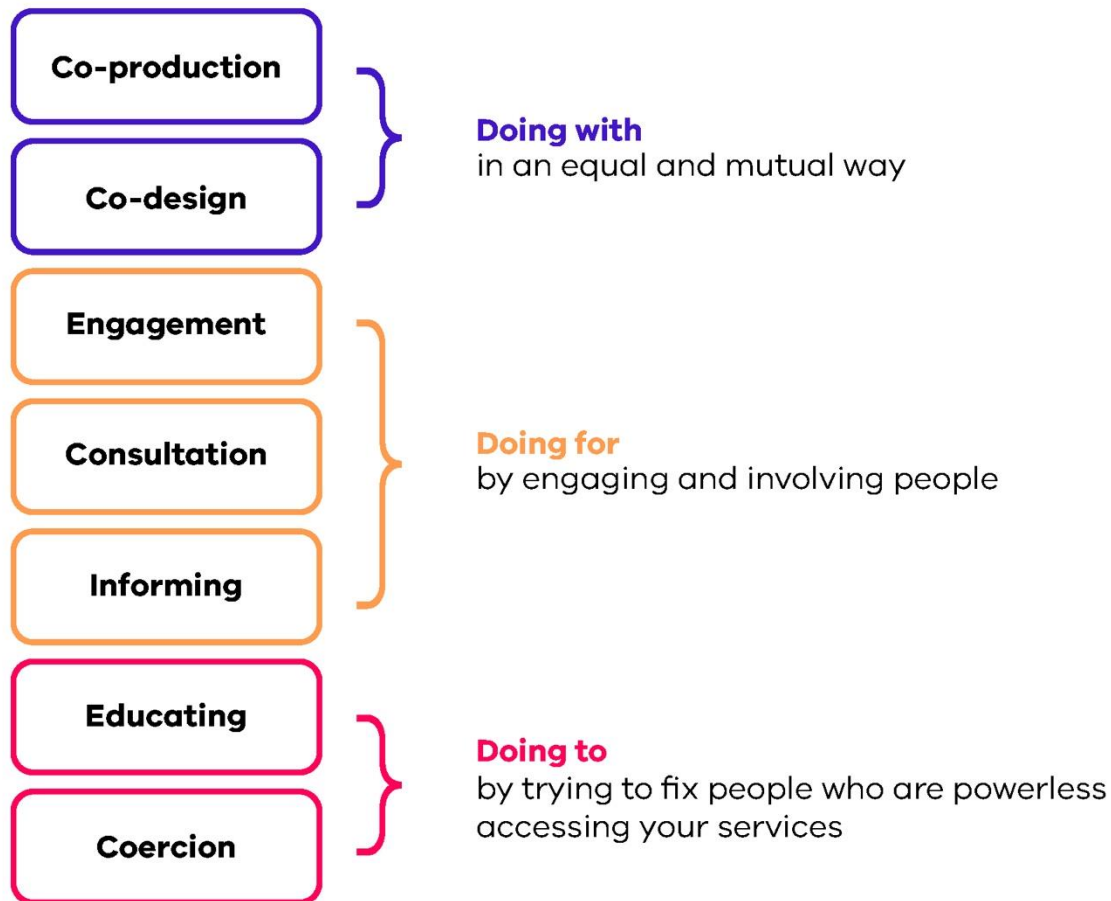 Co-production
Co-design
Doing with
in an equal and mutual way
Engagement
Consultation
Informing
Doing for
by engaging and involving people
Educating
Coercion
Doing to
by trying to fix people who are powerless
accessing your services